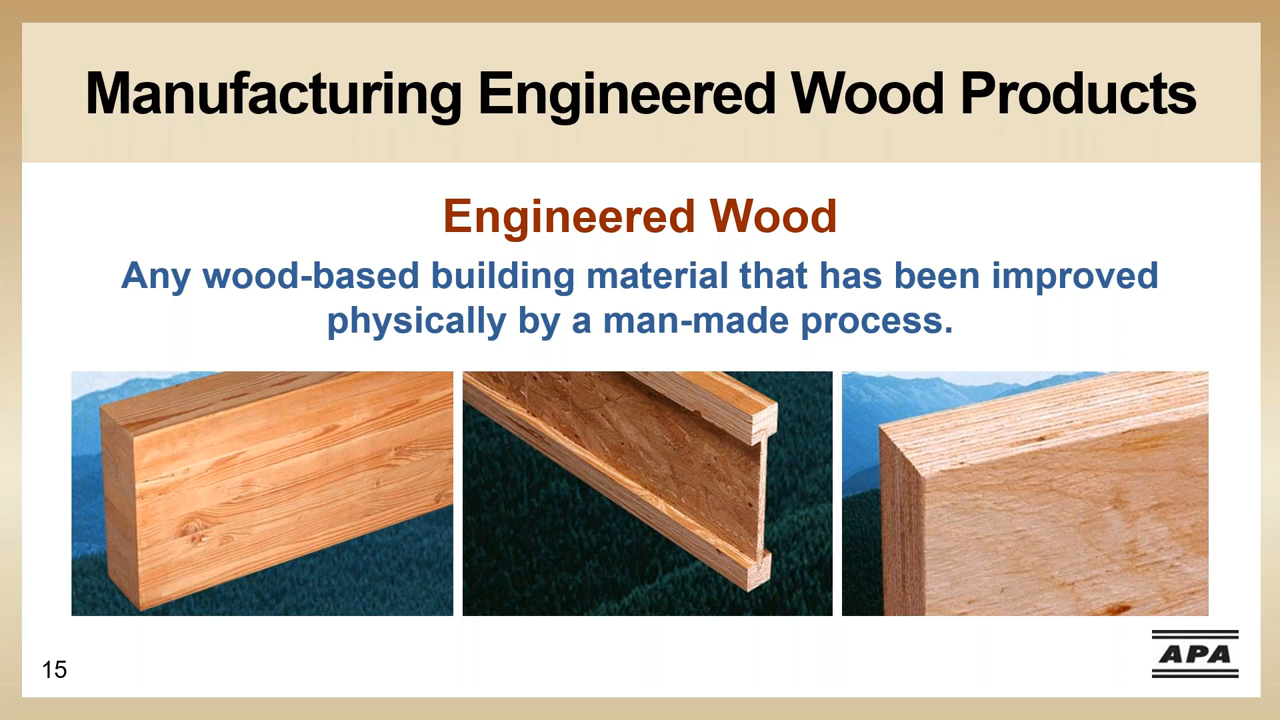 Manufacturing Engineered Wood Products
Engineered Wood
Any wood-based building material that has been improved
physically by a man-made process.
15
APA